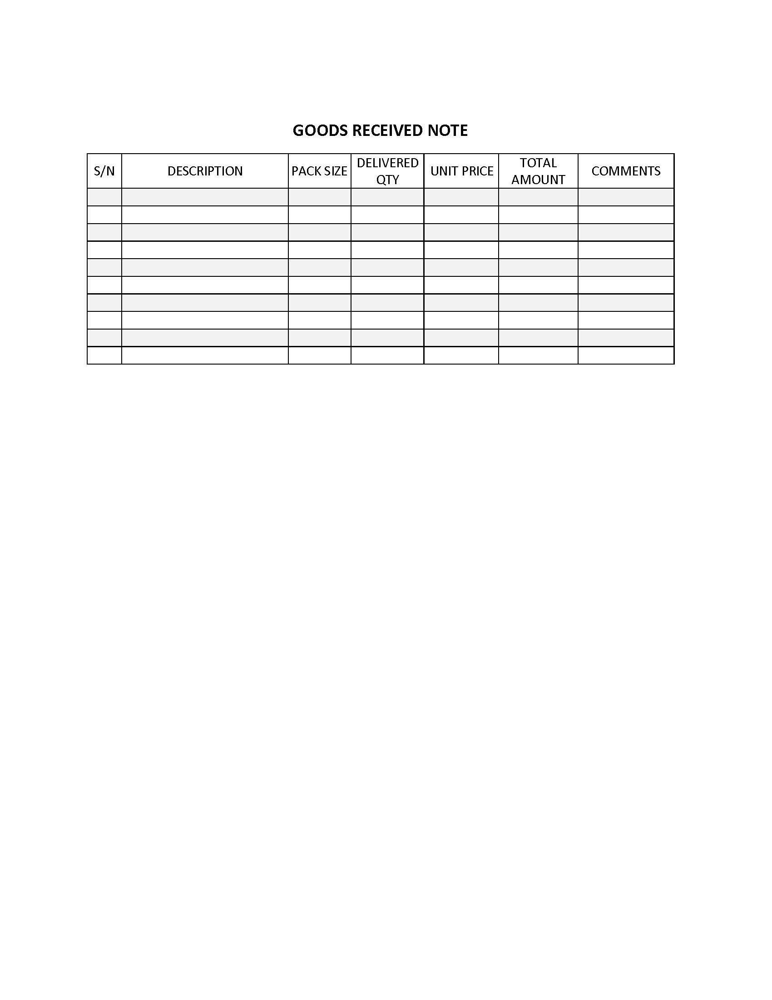 GOODS RECEIVED NOTE
S/N DESCRIPTION PACK SIZE DELIVERED QTY UNIT PRICE TOTAL AMOUNT COMMENTS